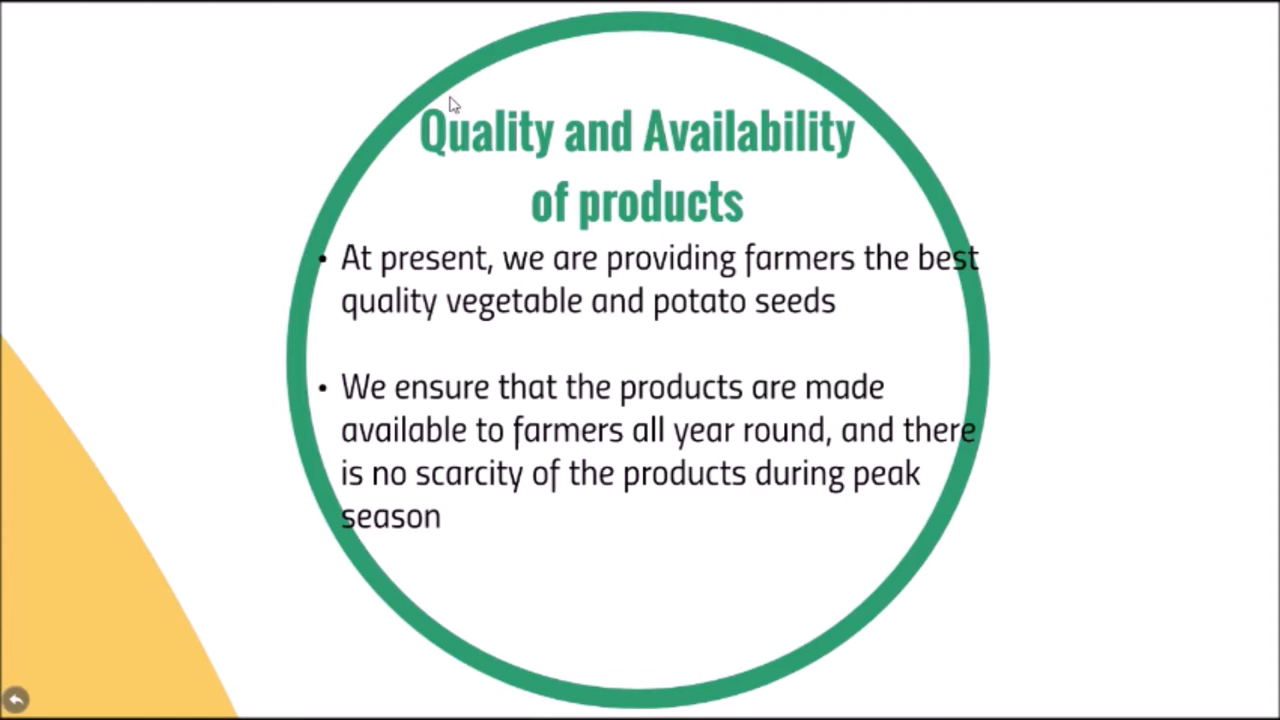 Quality and Availability
of products
• At present, we are providing farmers the best
quality vegetable and potato seeds
• We ensure that the products are made
available to farmers all year round, and there
is no scarcity of the products during peak
season